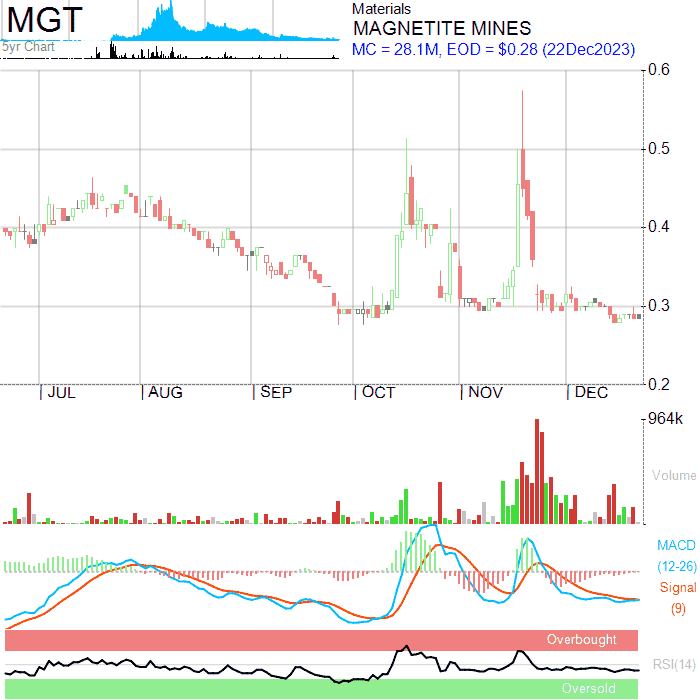 MGT
5yr Chart
Materials
MAGNETITE MINES
MC = 28.1M, EOD = $0.28 (22Dec2023)
0.6
0.5
0.4
0.3
0.2
JUL AUG SEP OCT NOV DEC
964k
Volume
MACD
(12-26)
Signal
(9)
Overbought
RSI(14)
Oversold